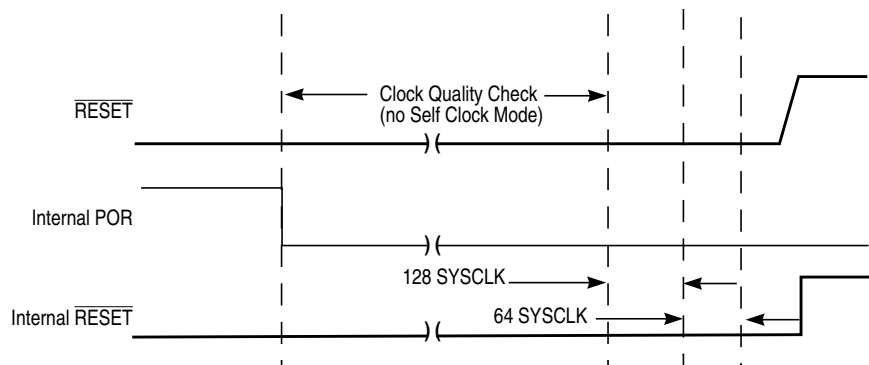 Clock Quality Check
(no Self Clock Mode)
RESET
Internal POR
128 SYSCLK
64 SYSCLK
Internal RESET